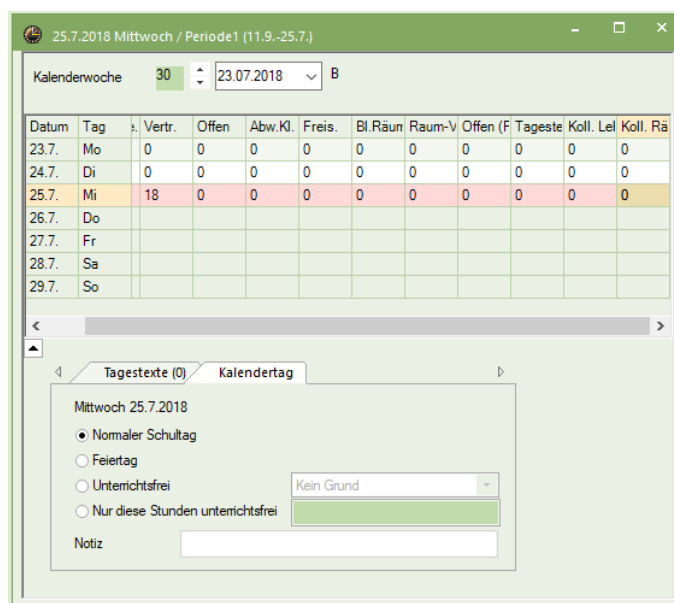 25.7.2018 Mittwoch / Periode1 (11.9.-25.7.)
Kalenderwoche 30 23.07.2018 B
Datum Tag e. Vertr. Offen Abw.Kl. Freis. Bl.Räum Raum-V Offen (F Tageste Koll. Lel Koll. Rä
23.7. Mo 0 0 0 0 0 0 0 0 0 0
24.7. Di 0 0 0 0 0 0 0 0 0 0
25.7. Mi 18 0 0 0 0 0 0 0 0 0
26.7. Do
27.7. Fr
28.7. Sa
29.7. So
Tagestexte (0) Kalendertag
Mittwoch 25.7.2018
Normaler Schultag
Feiertag
Unterrichtsfrei Kein Grund
Nur diese Stunden unterrichtsfrei
Notiz